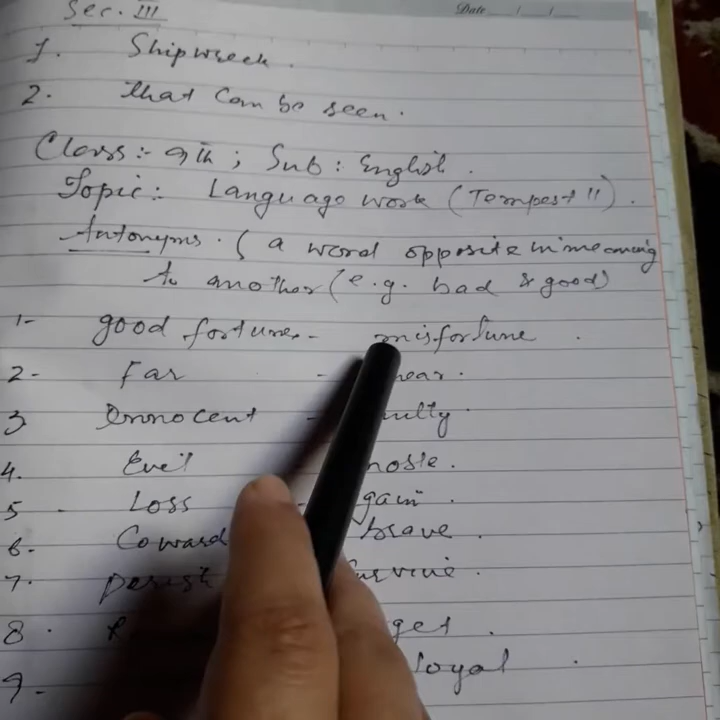 Sec. III
Date / /
1. Shipwreck.
2. that can be seen.
Class:- 9th ; Sub : English.
Topic:- Language work (Tempest II).
Antonyms. ( a word opposite in meaning
to another (e.g. bad & good)
1- good fortune - misfortune.
2- Far - near.
3 Innocent -
4. Evil noble.
5 - Loss gain.
6- Coward brave.
7. Perish survive.
8.
9- loyal.